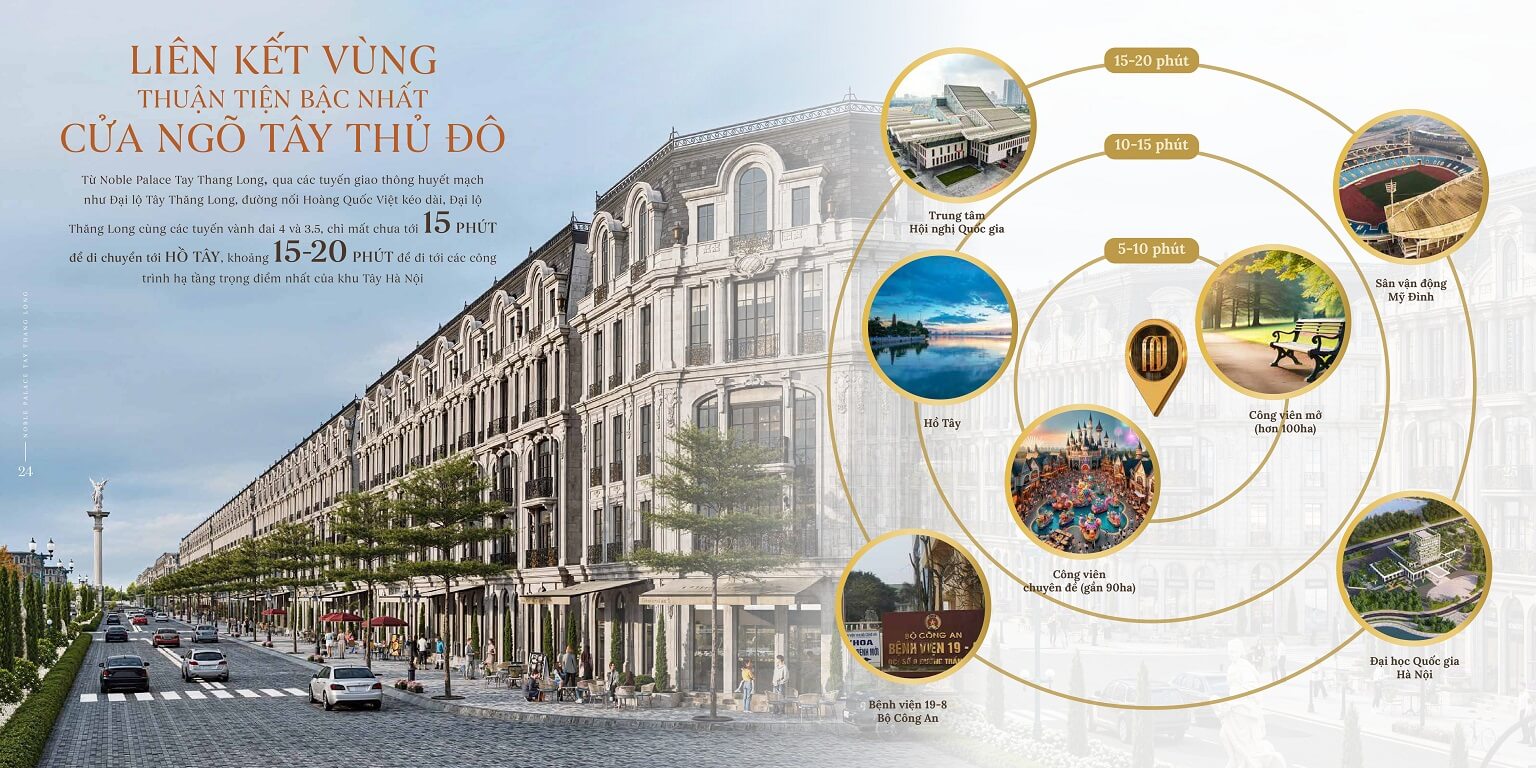 LIÊN KẾT VÙNG
THUẬN TIỆN BẬC NHẤT
CỬA NGÕ TÂY THỦ ĐÔ
Từ Noble Palace Tay Thang Long, qua các tuyến giao thông huyết mạch
như Đại lộ Tây Thăng Long, đường nối Hoàng Quốc Việt kéo dài, Đại lộ
Thăng Long cùng các tuyến vành đai 4 và 3.5, chỉ mất chưa tới 15 PHÚT
để di chuyển tới HỒ TÂY, khoảng 15-20 PHÚT để đi tới các công
trình hạ tầng trọng điểm nhất của khu Tây Hà Nội
NOBLE PALACE TAY THANG LONG
24
15-20 phút
10-15 phút
5-10 phút
Trung tâm
Hội nghị Quốc gia
Sân vận động
Mỹ Đình
Hồ Tây
Công viên mở
(hơn 100ha)
Công viên
chuyên đề (gần 90ha)
BỘ CÔNG AN
BỆNH VIỆN 19 -
KHOA
Bệnh viện 19-8
Bộ Công An
Đại học Quốc gia
Hà Nội